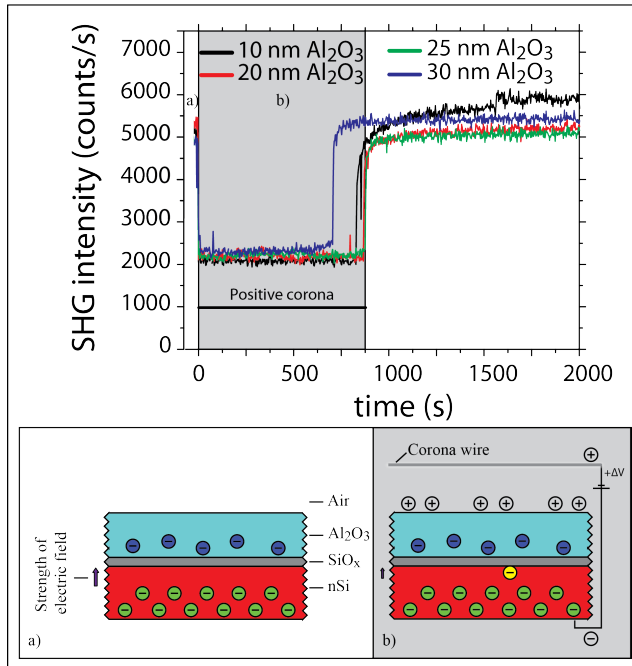 10 nm Al₂O₃
20 nm Al₂O₃
25 nm Al₂O₃
30 nm Al₂O₃
a)
b)
SHG intensity (counts/s)
8000
7000
6000
5000
4000
3000
2000
1000
0
Positive corona
0
500
1000
1500
2000
time (s)
Air
Al₂O₃
SiOₓ
nSi
Strength of
electric field
a)
Corona wire
+
+ΔV
+ + + + + +
− − − − −
−
− − − − −
− − − − − −
−
b)
− − − − −
− − − − −
− − − − − −